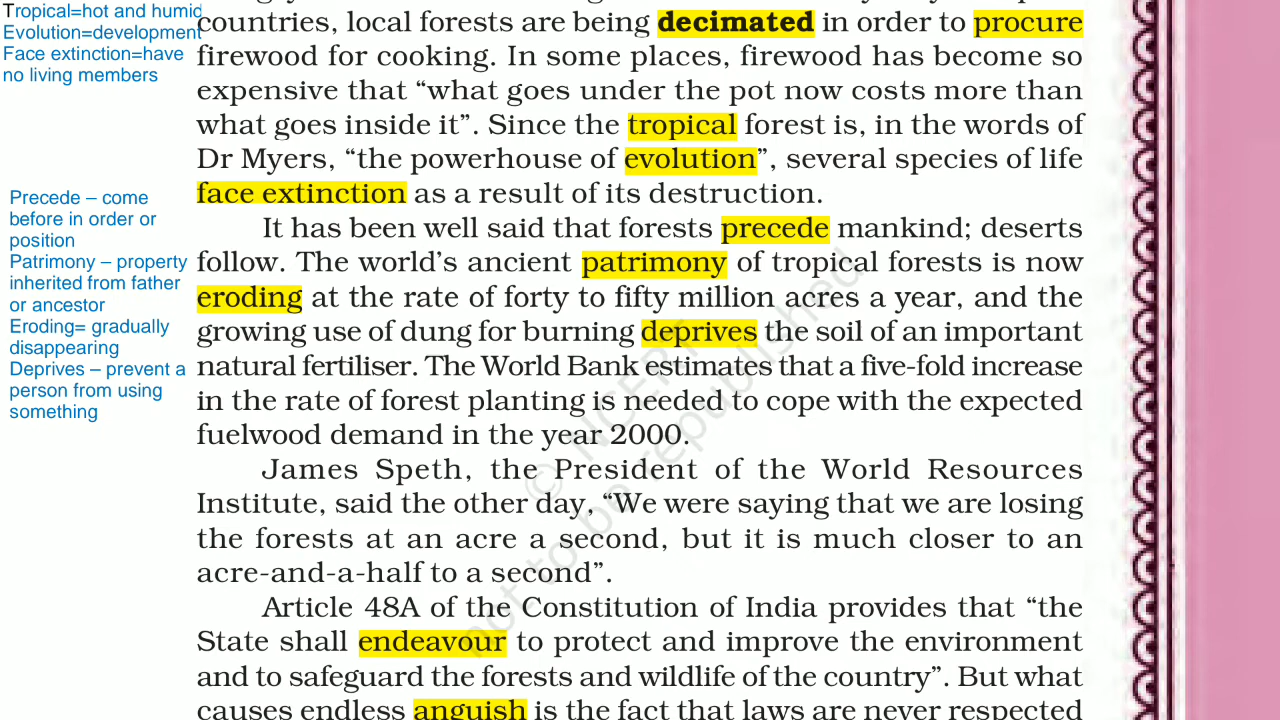 Tropical=hot and humid
Evolution=development
Face extinction=have
no living members
Precede – come
before in order or
position
Patrimony – property
inherited from father
or ancestor
Eroding= gradually
disappearing
Deprives – prevent a
person from using
something
countries, local forests are being decimated in order to procure
firewood for cooking. In some places, firewood has become so
expensive that “what goes under the pot now costs more than
what goes inside it”. Since the tropical forest is, in the words of
Dr Myers, “the powerhouse of evolution”, several species of life
face extinction as a result of its destruction.
It has been well said that forests precede mankind; deserts
follow. The world’s ancient patrimony of tropical forests is now
eroding at the rate of forty to fifty million acres a year, and the
growing use of dung for burning deprives the soil of an important
natural fertiliser. The World Bank estimates that a five-fold increase
in the rate of forest planting is needed to cope with the expected
fuelwood demand in the year 2000.
James Speth, the President of the World Resources
Institute, said the other day, “We were saying that we are losing
the forests at an acre a second, but it is much closer to an
acre-and-a-half to a second”.
Article 48A of the Constitution of India provides that “the
State shall endeavour to protect and improve the environment
and to safeguard the forests and wildlife of the country”. But what
causes endless anguish is the fact that laws are never respected
© NCERT
not to be republished